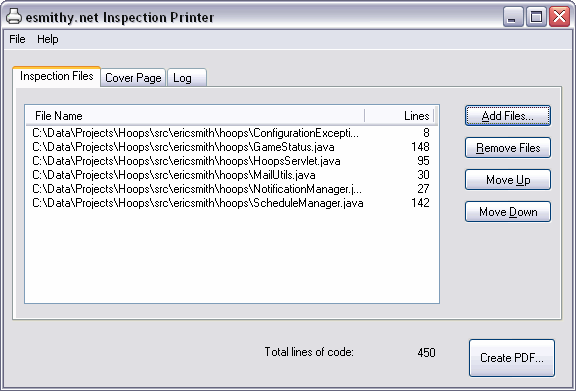 esmithy.net Inspection Printer
File Help
Inspection Files Cover Page Log
File Name Lines
C:\Data\Projects\Hoops\src\ericsmith\hoops\ConfigurationExcepti... 8
C:\Data\Projects\Hoops\src\ericsmith\hoops\GameStatus.java 148
C:\Data\Projects\Hoops\src\ericsmith\hoops\HoopsServlet.java 95
C:\Data\Projects\Hoops\src\ericsmith\hoops\MailUtils.java 30
C:\Data\Projects\Hoops\src\ericsmith\hoops\NotificationManager.j... 27
C:\Data\Projects\Hoops\src\ericsmith\hoops\ScheduleManager.java 142
Add Files...
Remove Files
Move Up
Move Down
Total lines of code: 450
Create PDF...